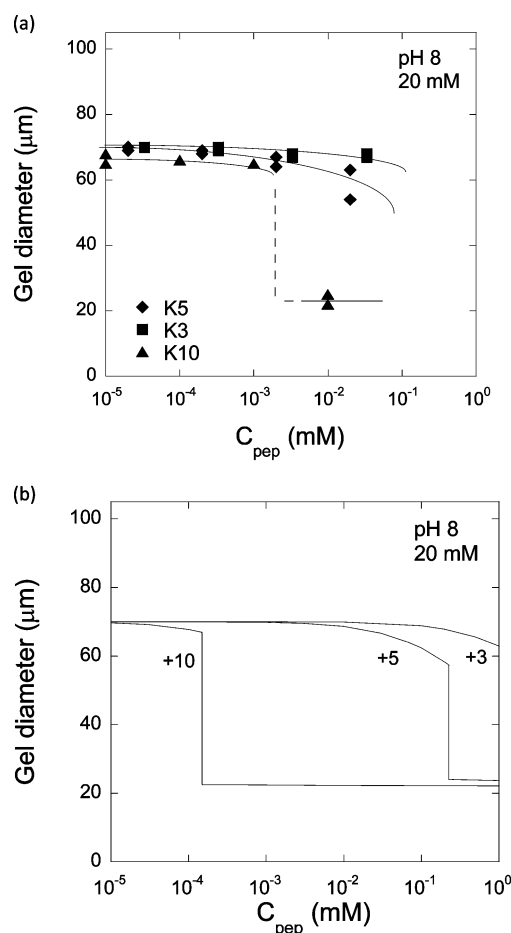 (a)
100
pH 8
20 mM
80
60
40
20
0
Gel diameter (μm)
K5
K3
K10
10⁻⁵ 10⁻⁴ 10⁻³ 10⁻² 10⁻¹ 10⁰
C_pep (mM)
(b)
100
pH 8
20 mM
80
60
+10 +5 +3
40
20
0
Gel diameter (μm)
10⁻⁵ 10⁻⁴ 10⁻³ 10⁻² 10⁻¹ 10⁰
C_pep (mM)